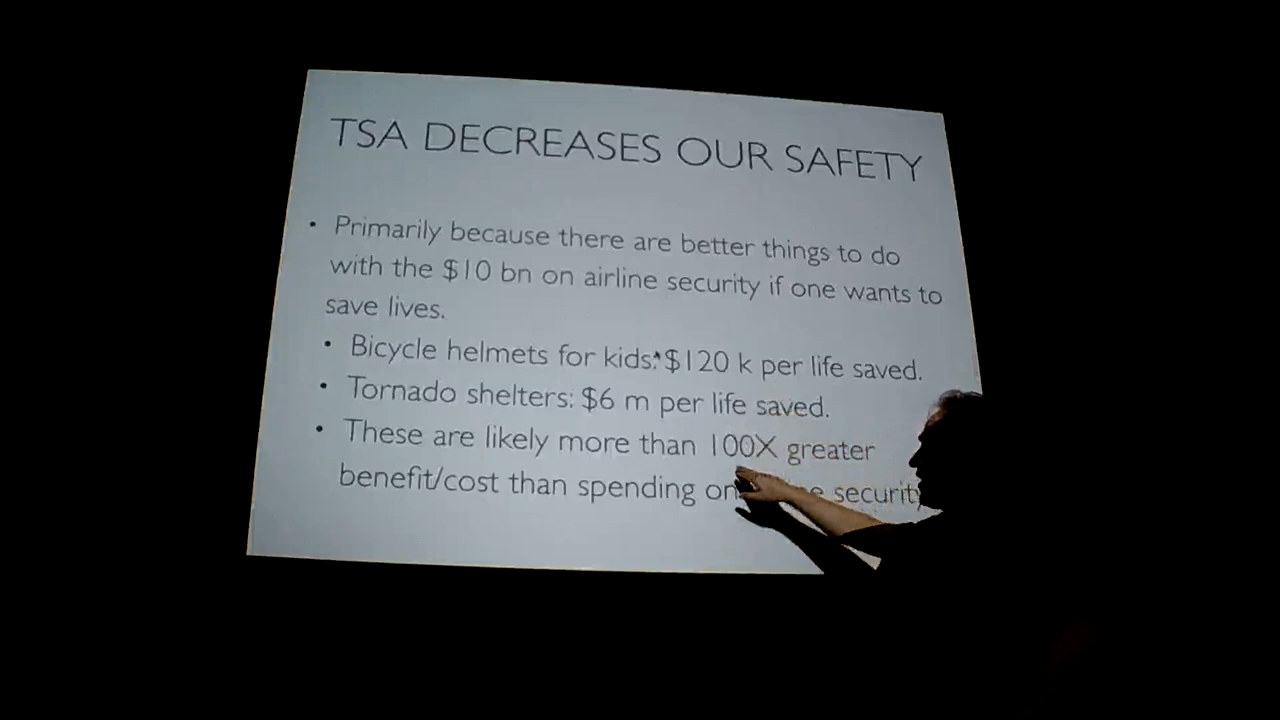 TSA DECREASES OUR SAFETY
• Primarily because there are better things to do
with the $10 bn on airline security if one wants to
save lives.
• Bicycle helmets for kids:*$120 k per life saved.
• Tornado shelters: $6 m per life saved.
• These are likely more than 100X greater
benefit/cost than spending on security